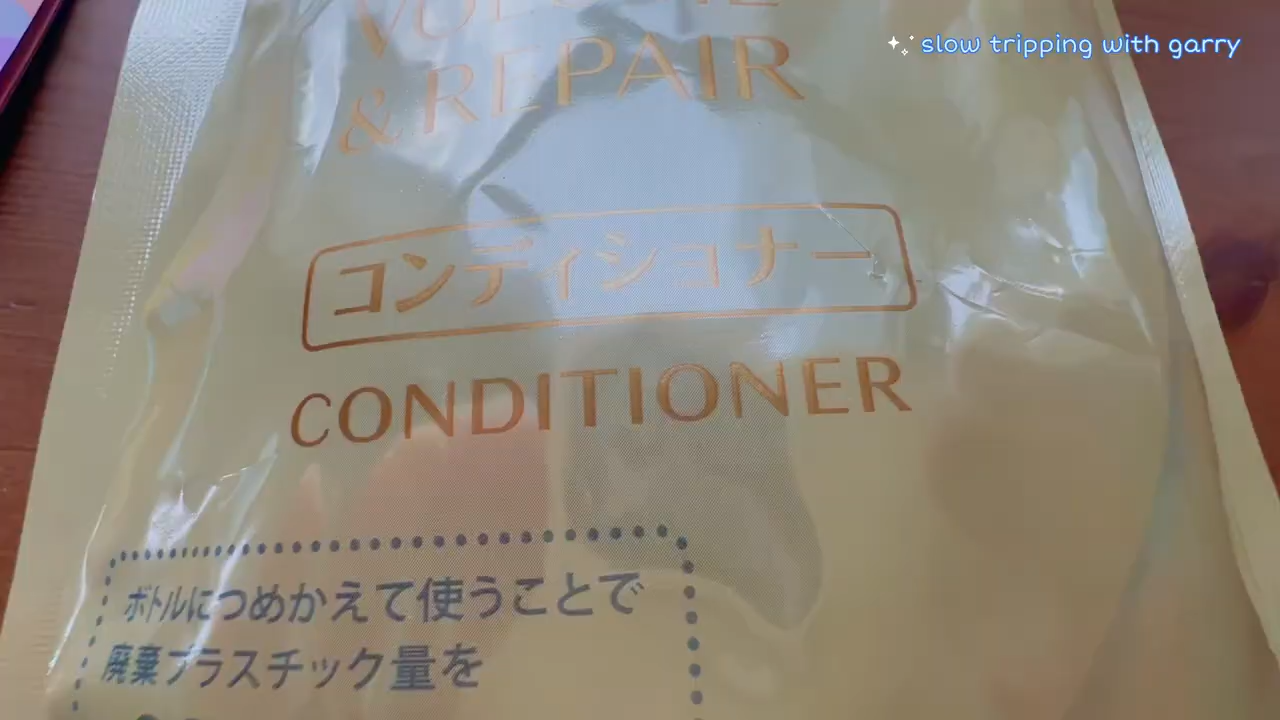 slow tripping with garry
VOLUME
& REPAIR
コンディショナー
CONDITIONER
ボトルにつめかえて使うことで
廃棄プラスチック量を